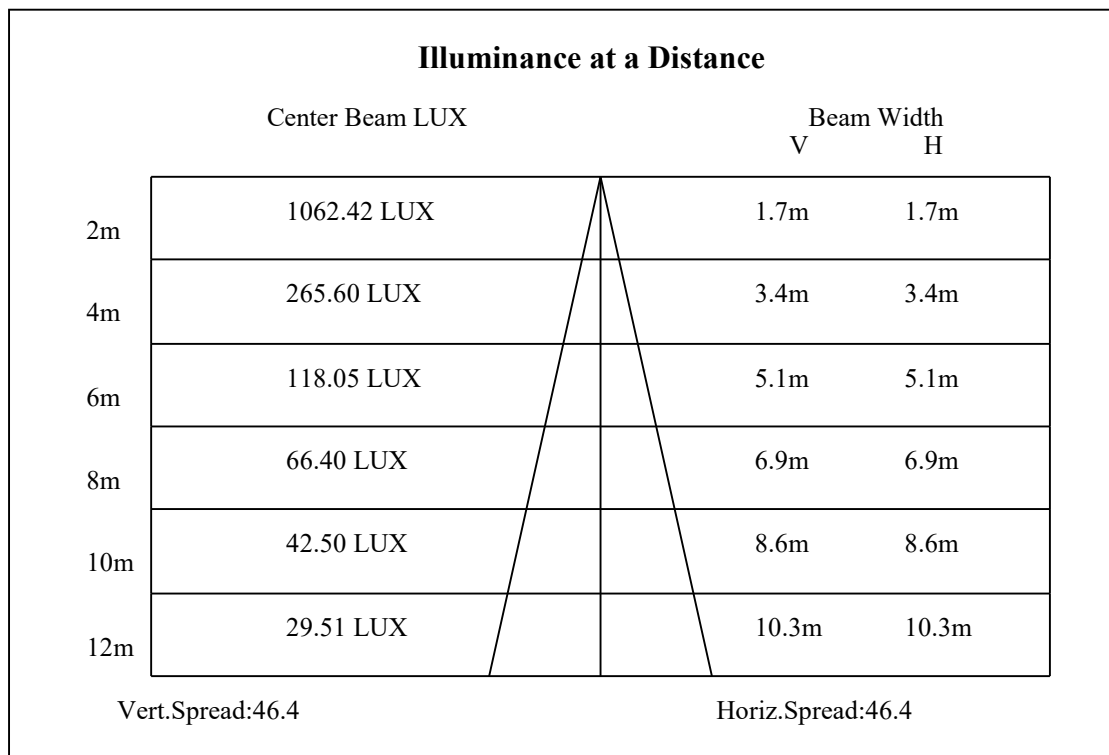 Illuminance at a Distance
Center Beam LUX Beam Width
V H
2m 1062.42 LUX 1.7m 1.7m
4m 265.60 LUX 3.4m 3.4m
6m 118.05 LUX 5.1m 5.1m
8m 66.40 LUX 6.9m 6.9m
10m 42.50 LUX 8.6m 8.6m
12m 29.51 LUX 10.3m 10.3m
Vert.Spread:46.4 Horiz.Spread:46.4